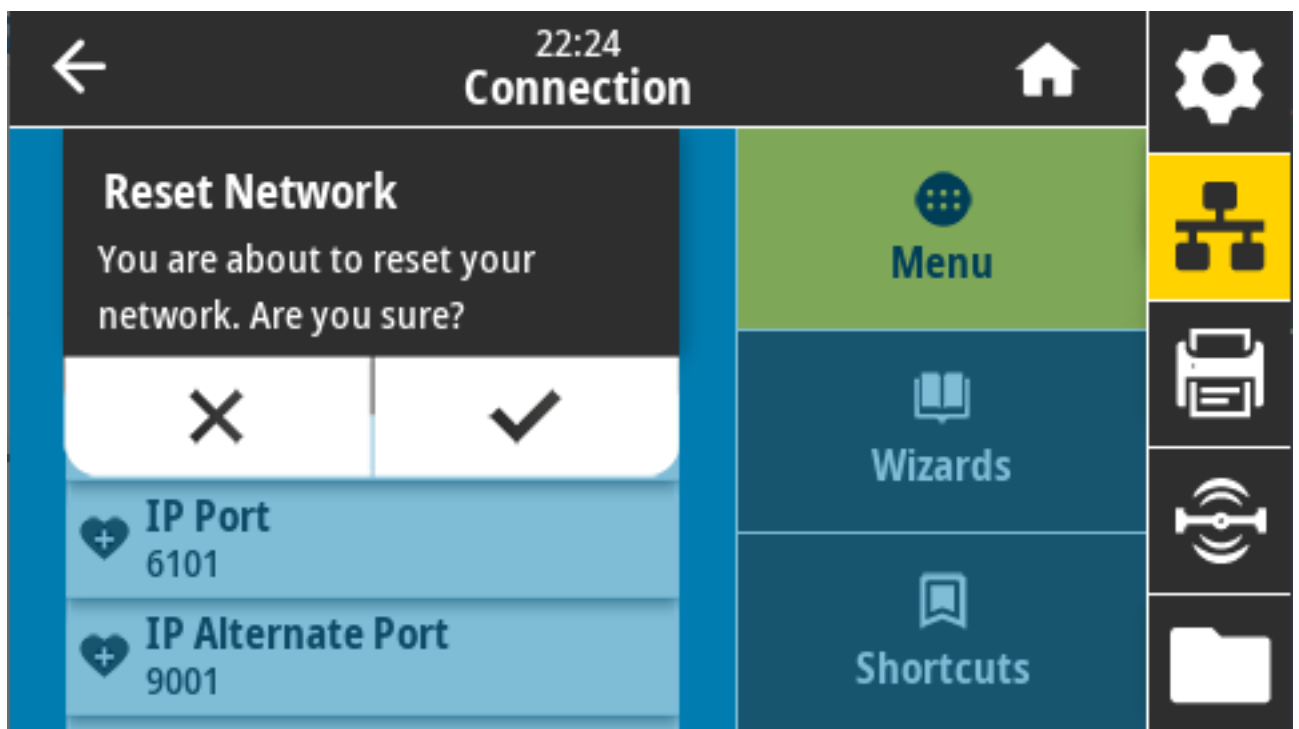 22:24
Connection
Reset Network
You are about to reset your
network. Are you sure?
IP Port
6101
IP Alternate Port
9001
Menu
Wizards
Shortcuts